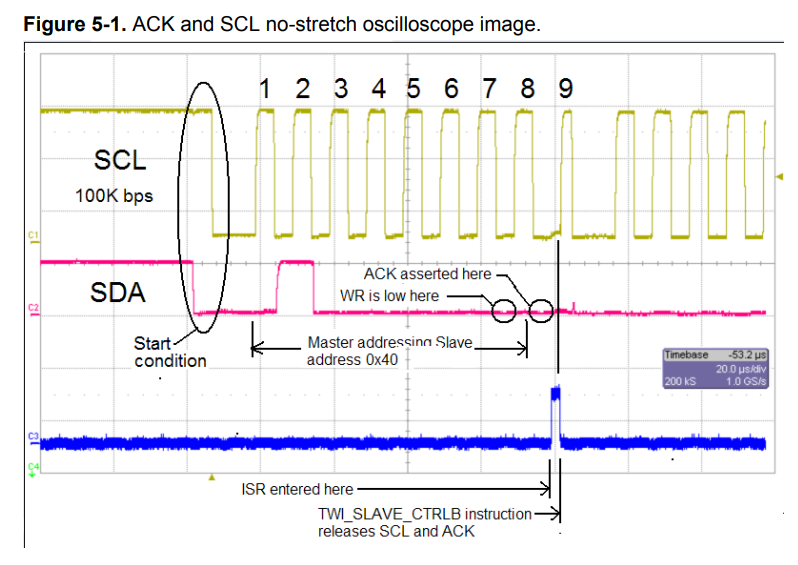 Figure 5-1. ACK and SCL no-stretch oscilloscope image.
1 2 3 4 5 6 7 8 9
SCL
100K bps
C1
ACK asserted here
WR is low here
SDA
C2
Start
condition
Master addressing Slave
address 0x40
Timebase -53.2 µs
20.0 µs/div
200 kS 1.0 GS/s
C3
C4
ISR entered here
TWI_SLAVE_CTRLB instruction
releases SCL and ACK